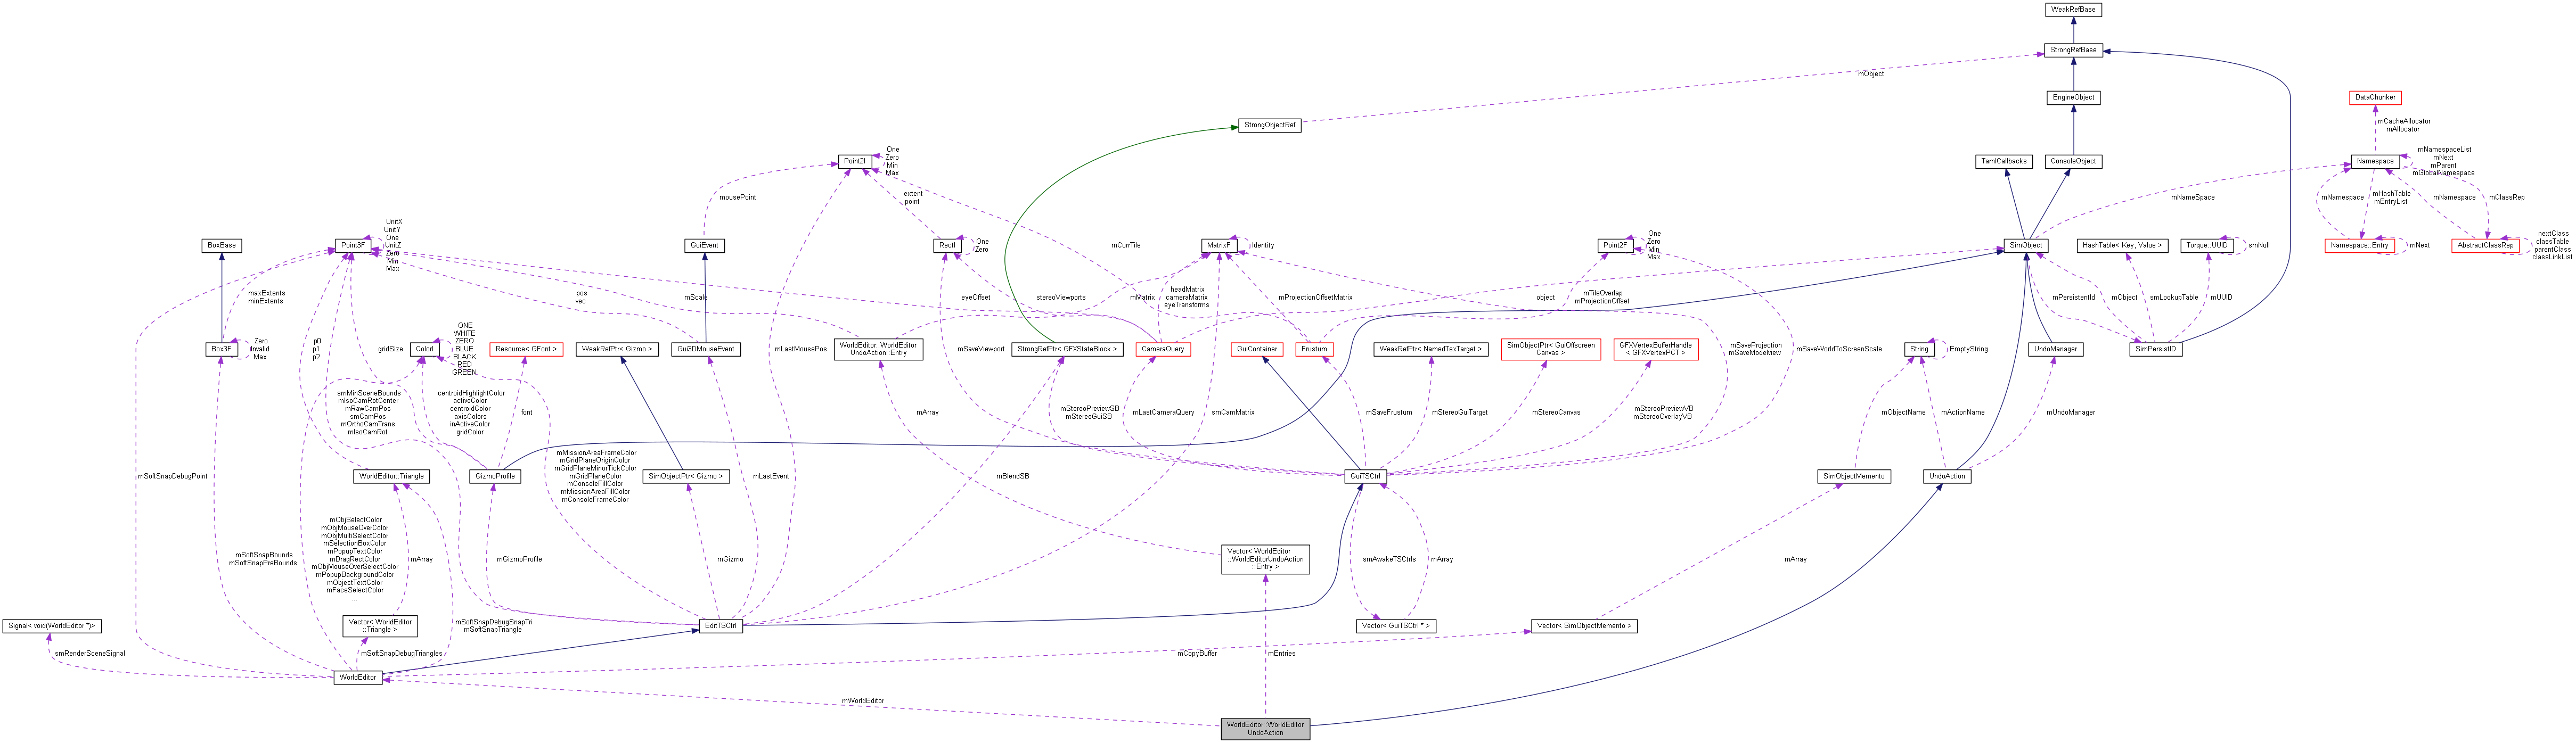 WeakRefBase
StrongRefBase
mObject
EngineObject
DataChunker
StrongObjectRef
mCacheAllocator
mAllocator
One
Zero
Min
Max
Point2I
TamlCallbacks
ConsoleObject
Namespace
mNamespaceList
mNext
mParent
mGlobalNamespace
mousePoint
extent
point
mNameSpace
mNamespace
mHashTable
mEntryList
mNamespace
mClassRep
UnitX
UnitY
One
UnitZ
Zero
Min
Max
BoxBase
Point3F
GuiEvent
RectI
One
Zero
mCurrTile
MatrixF
Identity
Point2F
One
Zero
Min
Max
SimObject
HashTable< Key, Value >
Torque::UUID
smNull
Namespace::Entry
mNext
AbstractClassRep
nextClass
classTable
parentClass
classLinkList
maxExtents
minExtents
pos
vec
mScale
eyeOffset
stereoViewports
mMatrix
headMatrix
cameraMatrix
eyeTransforms
mProjectionOffsetMatrix
object
mTileOverlap
mProjectionOffset
mPersistentId
mObject
smLookupTable
mUUID
Box3F
Zero
Invalid
Max
p0
p1
p2
gridSize
ColorI
ONE
WHITE
ZERO
BLUE
BLACK
RED
GREEN
Resource< GFont >
WeakRefPtr< Gizmo >
Gui3DMouseEvent
mLastMousePos
WorldEditor::WorldEditor
UndoAction::Entry
mSaveViewport
StrongRefPtr< GFXStateBlock >
CameraQuery
GuiContainer
Frustum
WeakRefPtr< NamedTexTarget >
SimObjectPtr< GuiOffscreen
Canvas >
GFXVertexBufferHandle
< GFXVertexPCT >
mSaveProjection
mSaveModelview
mSaveWorldToScreenScale
String
EmptyString
UndoManager
SimPersistID
smMinSceneBounds
mIsoCamRotCenter
mRawCamPos
smCamPos
mOrthoCamTrans
mIsoCamRot
centroidHighlightColor
activeColor
centroidColor
axisColors
inActiveColor
gridColor
font
mArray
mStereoPreviewSB
mStereoGuiSB
mLastCameraQuery
smCamMatrix
mSaveFrustum
mStereoGuiTarget
mStereoCanvas
mStereoPreviewVB
mStereoOverlayVB
mObjectName
mActionName
mUndoManager
mSoftSnapDebugPoint
WorldEditor::Triangle
GizmoProfile
mMissionAreaFrameColor
mGridPlaneOriginColor
mGridPlaneMinorTickColor
mGridPlaneColor
mConsoleFillColor
mMissionAreaFillColor
mConsoleFrameColor
SimObjectPtr< Gizmo >
mLastEvent
mBlendSB
GuiTSCtrl
SimObjectMemento
UndoAction
mSoftSnapBounds
mSoftSnapPreBounds
mObjSelectColor
mObjMouseOverColor
mObjMultiSelectColor
mSelectionBoxColor
mPopupTextColor
mDragRectColor
mObjMouseOverSelectColor
mPopupBackgroundColor
mObjectTextColor
mFaceSelectColor
...
mArray
mGizmoProfile
mGizmo
Vector< WorldEditor
::WorldEditorUndoAction
::Entry >
smAwakeTSCtrls
mArray
mArray
Signal< void(WorldEditor *)>
Vector< WorldEditor
::Triangle >
mSoftSnapDebugSnapTri
mSoftSnapTriangle
EditTSCtrl
Vector< GuiTSCtrl * >
Vector< SimObjectMemento >
smRenderSceneSignal
mSoftSnapDebugTriangles
mCopyBuffer
mEntries
WorldEditor
mWorldEditor
WorldEditor::WorldEditor
UndoAction